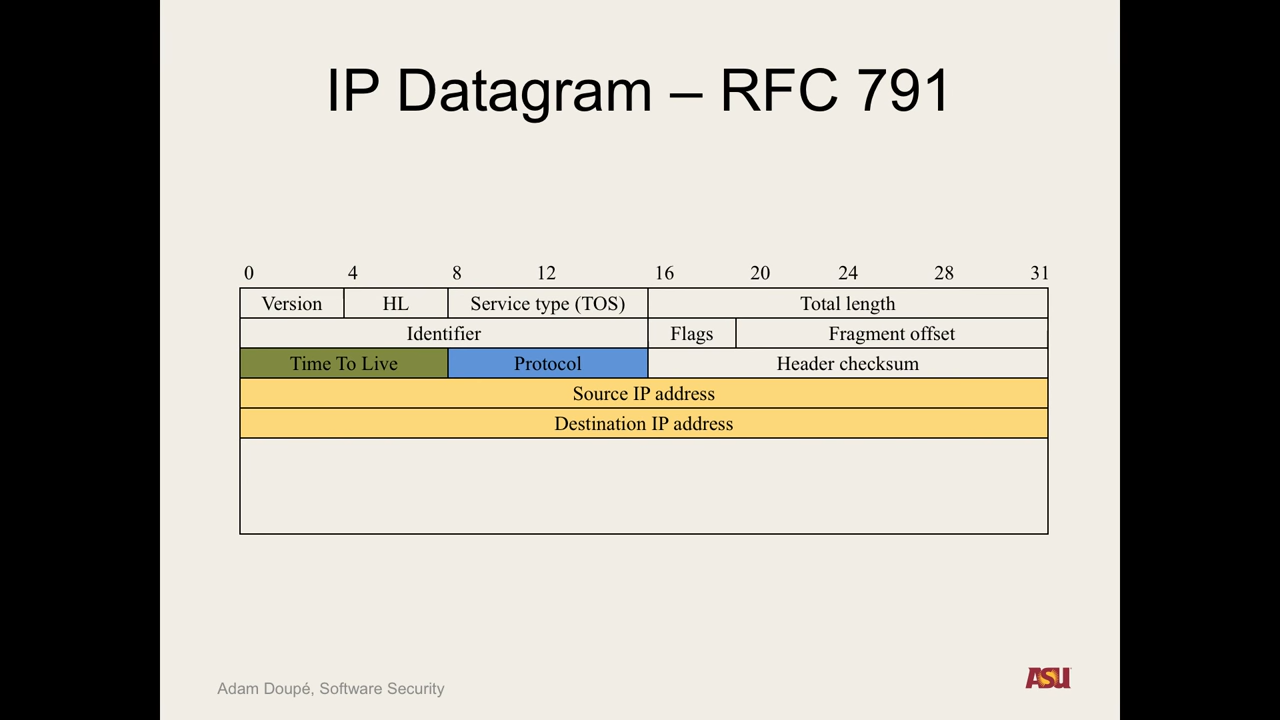 IP Datagram – RFC 791
0 4 8 12 16 20 24 28 31
Version HL Service type (TOS) Total length
Identifier Flags Fragment offset
Time To Live Protocol Header checksum
Source IP address
Destination IP address
Adam Doupé, Software Security
ASU